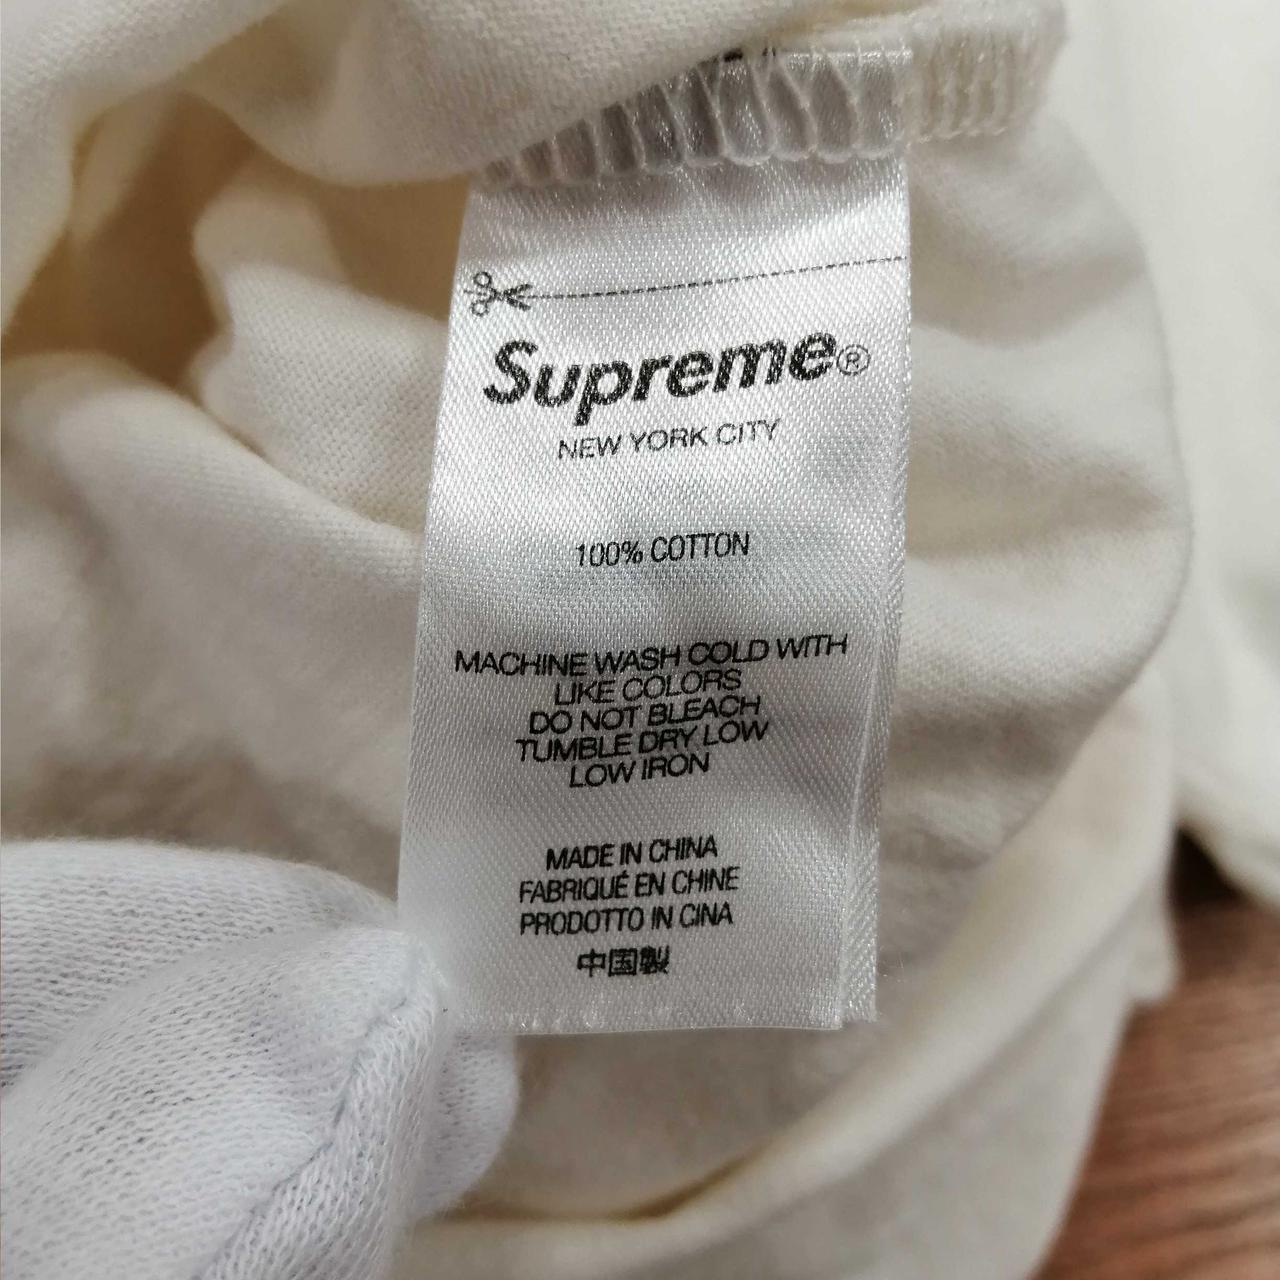 Supreme®
NEW YORK CITY
100% COTTON
MACHINE WASH COLD WITH
LIKE COLORS
DO NOT BLEACH
TUMBLE DRY LOW
LOW IRON
MADE IN CHINA
FABRIQUÉ EN CHINE
PRODOTTO IN CINA
中国製